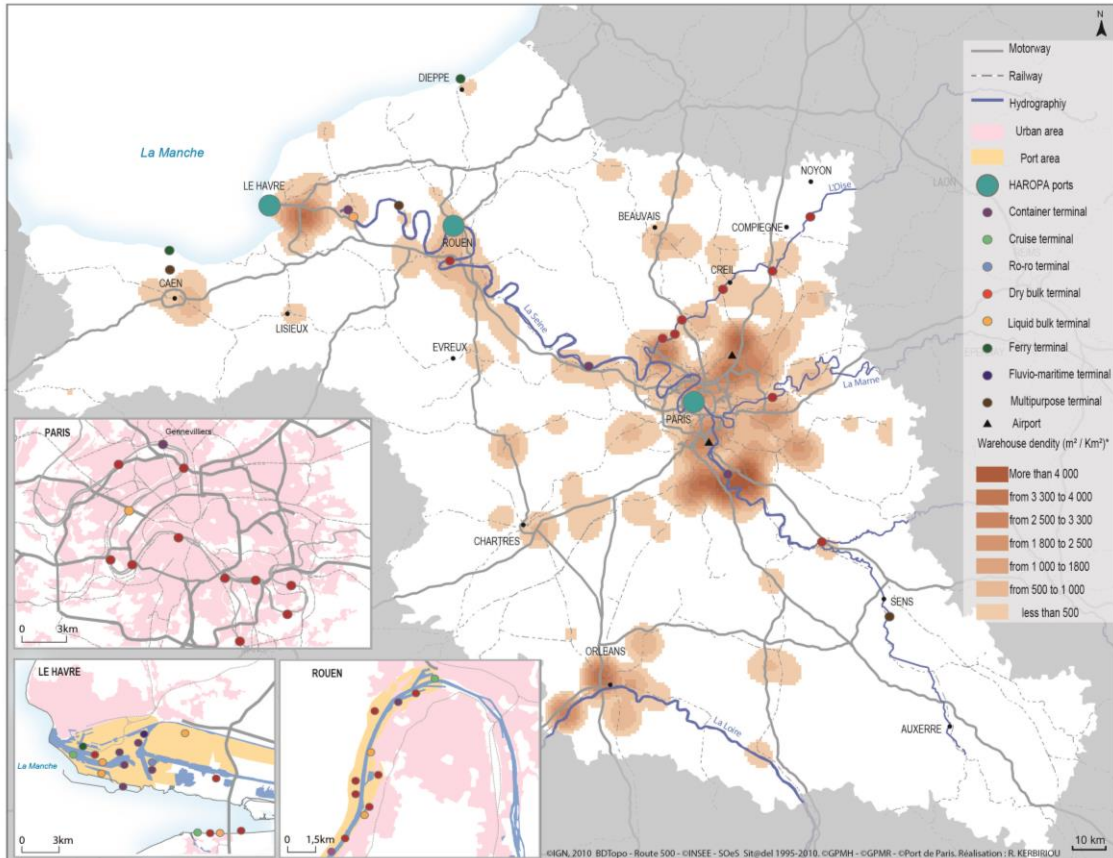 N
DIEPPE
La Manche
LE HAVRE
ROUEN
CAEN
LISIEUX
EVREUX
La Seine
BEAUVAIS
NOYON
LAON
L'Oise
COMPIEGNE
CREIL
La Marne
PARIS
CHARTRES
SENS
ORLEANS
La Loire
AUXERRE
Motorway
Railway
Hydrographiy
Urban area
Port area
HAROPA ports
Container terminal
Cruise terminal
Ro-ro terminal
Dry bulk terminal
Liquid bulk terminal
Ferry terminal
Fluvio-maritime terminal
Multipurpose terminal
Airport
Warehouse dendity (m² / Km²)*
More than 4 000
from 3 300 to 4 000
from 2 500 to 3 300
from 1 800 to 2 500
from 1 000 to 1800
from 500 to 1 000
less than 500
PARIS
Gennevilliers
0 3km
LE HAVRE
La Manche
0 3km
ROUEN
0 1,5km
10 km
©IGN, 2010 BDTopo - Route 500 - ©INSEE - SOeS Sit@del 1995-2010. ©GPMH - ©GPMR - ©Port de Paris. Réalisation : R. KERBIRIOU